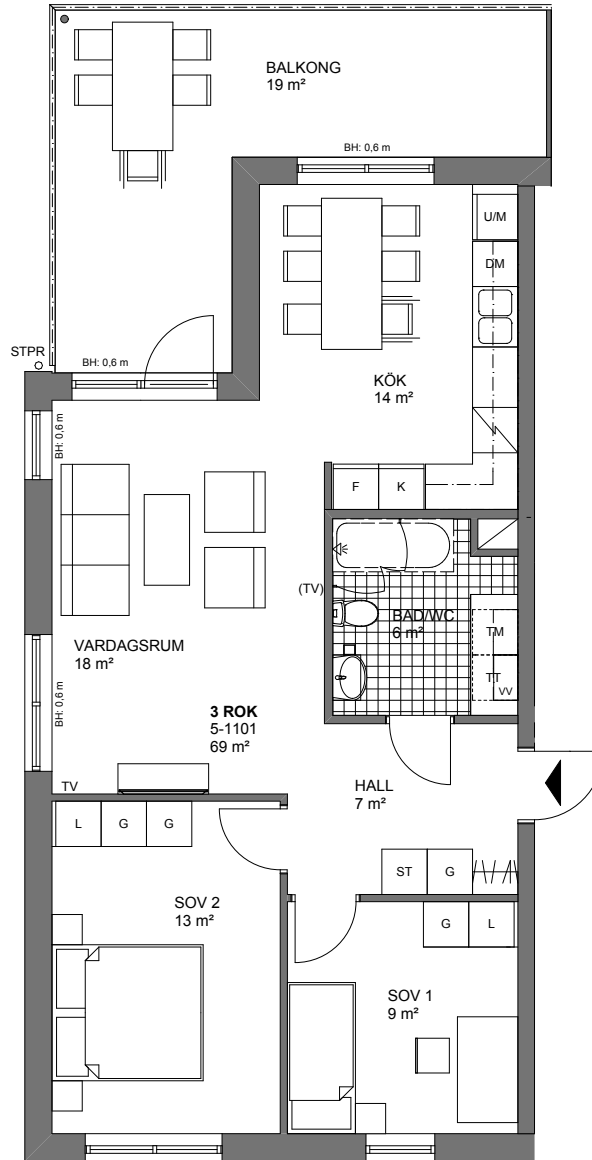 BALKONG
19 m²
BH: 0,6 m
U/M
DM
STPR
BH: 0,6 m
KÖK
14 m²
BH: 0,6 m
F
K
(TV)
BAD/WC
6 m²
TM
TT
VV
VARDAGSRUM
18 m²
BH: 0,6 m
3 ROK
5-1101
69 m²
TV
HALL
7 m²
L
G
G
ST
G
SOV 2
13 m²
G
L
SOV 1
9 m²